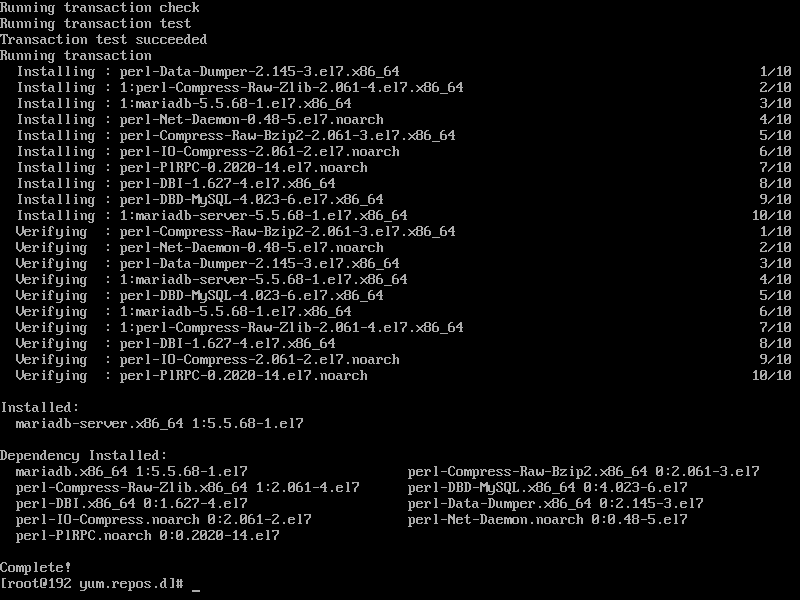 Running transaction check
Running transaction test
Transaction test succeeded
Running transaction
  Installing : perl-Data-Dumper-2.145-3.el7.x86_64 1/10
  Installing : 1:perl-Compress-Raw-Zlib-2.061-4.el7.x86_64 2/10
  Installing : 1:mariadb-5.5.68-1.el7.x86_64 3/10
  Installing : perl-Net-Daemon-0.48-5.el7.noarch 4/10
  Installing : perl-Compress-Raw-Bzip2-2.061-3.el7.x86_64 5/10
  Installing : perl-IO-Compress-2.061-2.el7.noarch 6/10
  Installing : perl-PlRPC-0.2020-14.el7.noarch 7/10
  Installing : perl-DBI-1.627-4.el7.x86_64 8/10
  Installing : perl-DBD-MySQL-4.023-6.el7.x86_64 9/10
  Installing : 1:mariadb-server-5.5.68-1.el7.x86_64 10/10
  Verifying  : perl-Compress-Raw-Bzip2-2.061-3.el7.x86_64 1/10
  Verifying  : perl-Net-Daemon-0.48-5.el7.noarch 2/10
  Verifying  : perl-Data-Dumper-2.145-3.el7.x86_64 3/10
  Verifying  : 1:mariadb-server-5.5.68-1.el7.x86_64 4/10
  Verifying  : perl-DBD-MySQL-4.023-6.el7.x86_64 5/10
  Verifying  : 1:mariadb-5.5.68-1.el7.x86_64 6/10
  Verifying  : 1:perl-Compress-Raw-Zlib-2.061-4.el7.x86_64 7/10
  Verifying  : perl-DBI-1.627-4.el7.x86_64 8/10
  Verifying  : perl-IO-Compress-2.061-2.el7.noarch 9/10
  Verifying  : perl-PlRPC-0.2020-14.el7.noarch 10/10

Installed:
  mariadb-server.x86_64 1:5.5.68-1.el7

Dependency Installed:
  mariadb.x86_64 1:5.5.68-1.el7 perl-Compress-Raw-Bzip2.x86_64 0:2.061-3.el7
  perl-Compress-Raw-Zlib.x86_64 1:2.061-4.el7 perl-DBD-MySQL.x86_64 0:4.023-6.el7
  perl-DBI.x86_64 0:1.627-4.el7 perl-Data-Dumper.x86_64 0:2.145-3.el7
  perl-IO-Compress.noarch 0:2.061-2.el7 perl-Net-Daemon.noarch 0:0.48-5.el7
  perl-PlRPC.noarch 0:0.2020-14.el7

Complete!
[root@192 yum.repos.d]# _